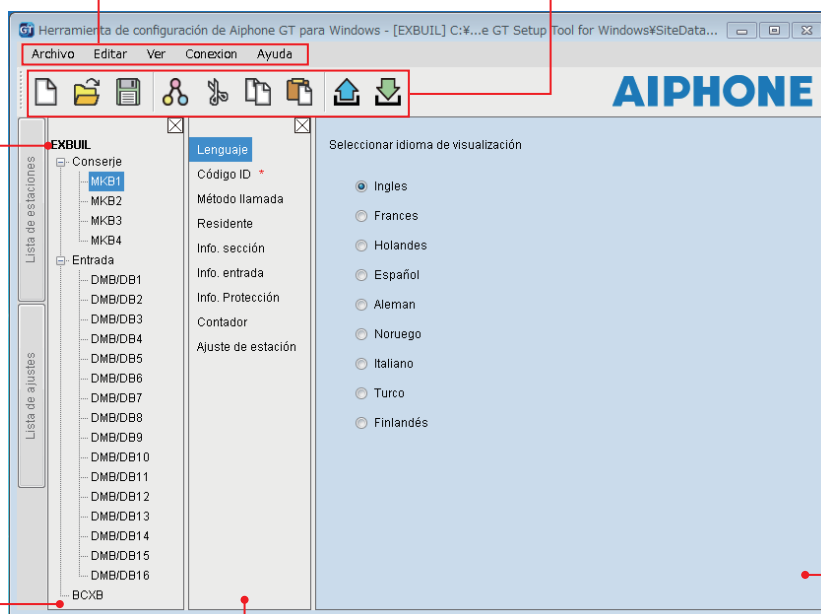 Herramienta de configuración de Aiphone GT para Windows - [EXBUIL] C:¥...e GT Setup Tool for Windows¥SiteData...
Archivo Editar Ver Conexion Ayuda
AIPHONE
Lista de estaciones
Lista de ajustes
EXBUIL
Conserje
MKB1
MKB2
MKB3
MKB4
Entrada
DMB/DB1
DMB/DB2
DMB/DB3
DMB/DB4
DMB/DB5
DMB/DB6
DMB/DB7
DMB/DB8
DMB/DB9
DMB/DB10
DMB/DB11
DMB/DB12
DMB/DB13
DMB/DB14
DMB/DB15
DMB/DB16
BCXB
Lenguaje
Código ID *
Método llamada
Residente
Info. sección
Info. entrada
Info. Protección
Contador
Ajuste de estación
Seleccionar idioma de visualización
Ingles
Frances
Holandes
Español
Aleman
Noruego
Italiano
Turco
Finlandés